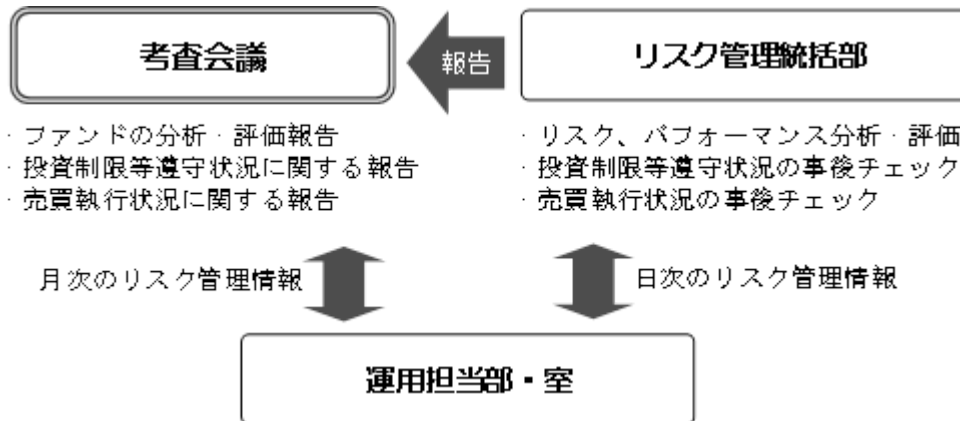 考査会議
報告
リスク管理統括部
・ファンドの分析・評価報告
・投資制限等遵守状況に関する報告
・売買執行状況に関する報告
・リスク、パフォーマンス分析・評価
・投資制限等遵守状況の事後チェック
・売買執行状況の事後チェック
月次のリスク管理情報
日次のリスク管理情報
運用担当部・室